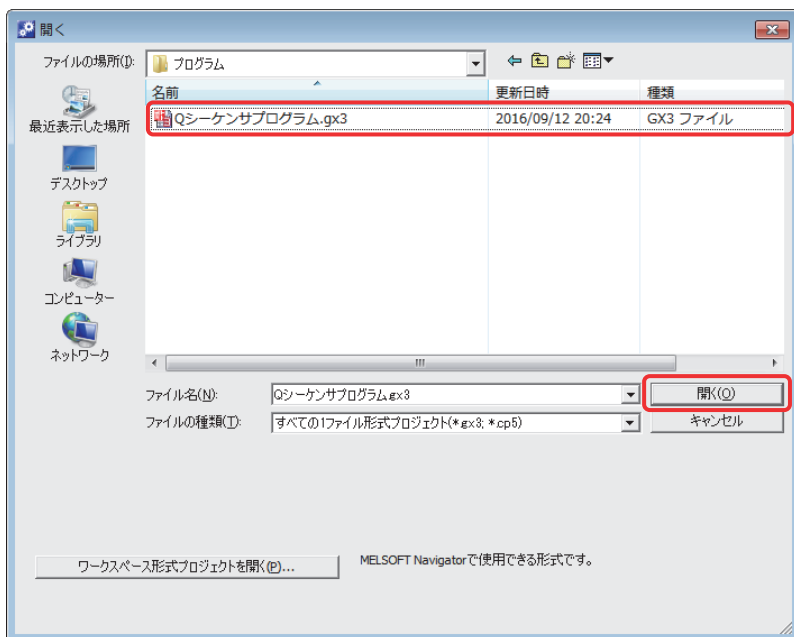 開く
ファイルの場所(I):
プログラム
名前
更新日時
種類
Qシーケンサプログラム.gx3
2016/09/12 20:24
GX3 ファイル
最近表示した場所
デスクトップ
ライブラリ
コンピューター
ネットワーク
ファイル名(N):
Qシーケンサプログラム.gx3
開く(O)
ファイルの種類(T):
すべての1ファイル形式プロジェクト(*.gx3; *.cp5)
キャンセル
ワークスペース形式プロジェクトを開く(P)...
MELSOFT Navigatorで使用できる形式です。